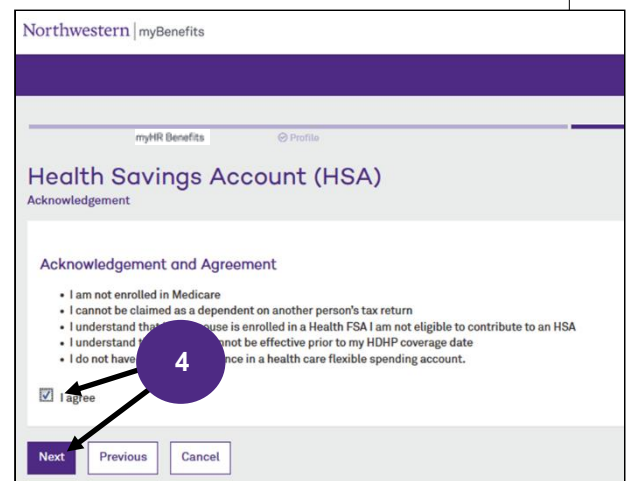 Northwestern | myBenefits
myHR Benefits Profile
Health Savings Account (HSA)
Acknowledgement
Acknowledgement and Agreement
• I am not enrolled in Medicare
• I cannot be claimed as a dependent on another person's tax return
• I understand that use is enrolled in a Health FSA I am not eligible to contribute to an HSA
• I understand not be effective prior to my HDHP coverage date
• I do not have nce in a health care flexible spending account.
4
I agree
Next Previous Cancel